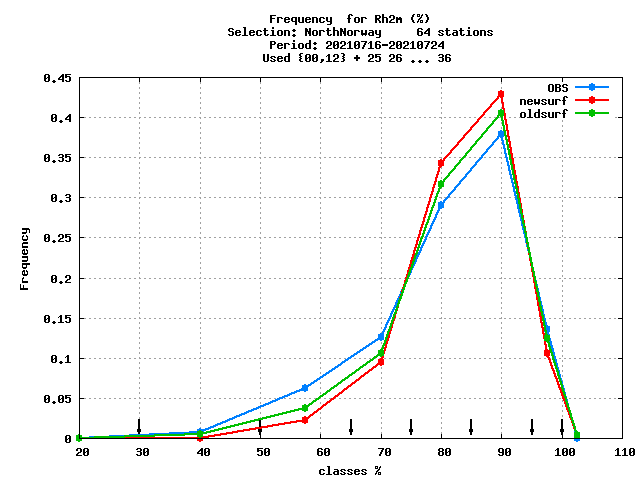 Frequency  for Rh2m (%)
Selection: NorthNorway     64 stations
Period: 20210716-20210724
Used {00,12} + 25 26 ... 36
OBS
newsurf
oldsurf
0.45
0.4
0.35
0.3
0.25
0.2
0.15
0.1
0.05
0
Frequency
20 30 40 50 60 70 80 90 100 110
classes %